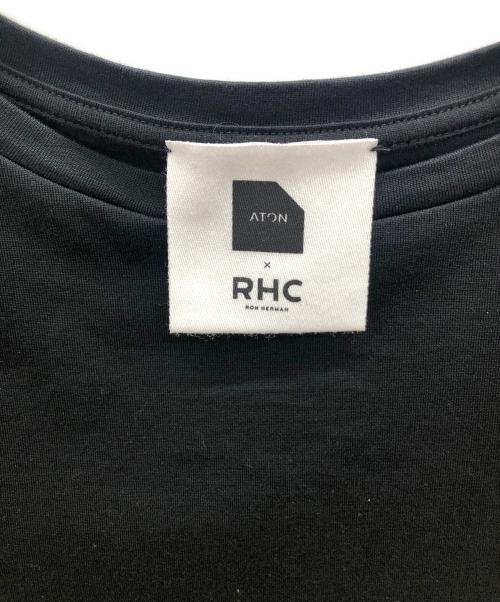 ATON
×
RHC
RON HERMAN